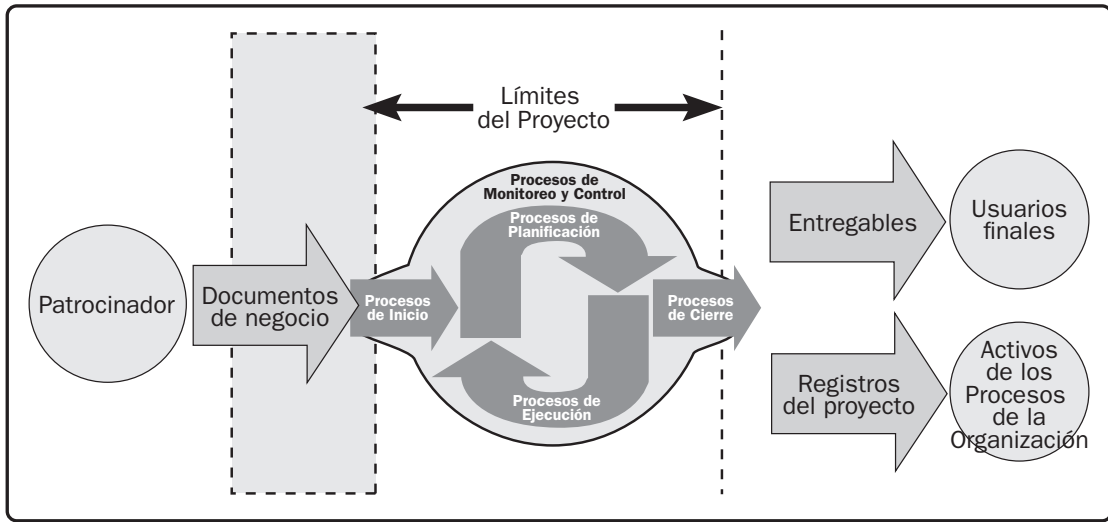 Límites
del Proyecto
Procesos de
Monitoreo y Control
Procesos de
Planificación
Patrocinador
Documentos
de negocio
Procesos
de Inicio
Procesos
de Cierre
Procesos de
Ejecución
Entregables
Usuarios
finales
Registros
del proyecto
Activos
de los
Procesos
de la
Organización